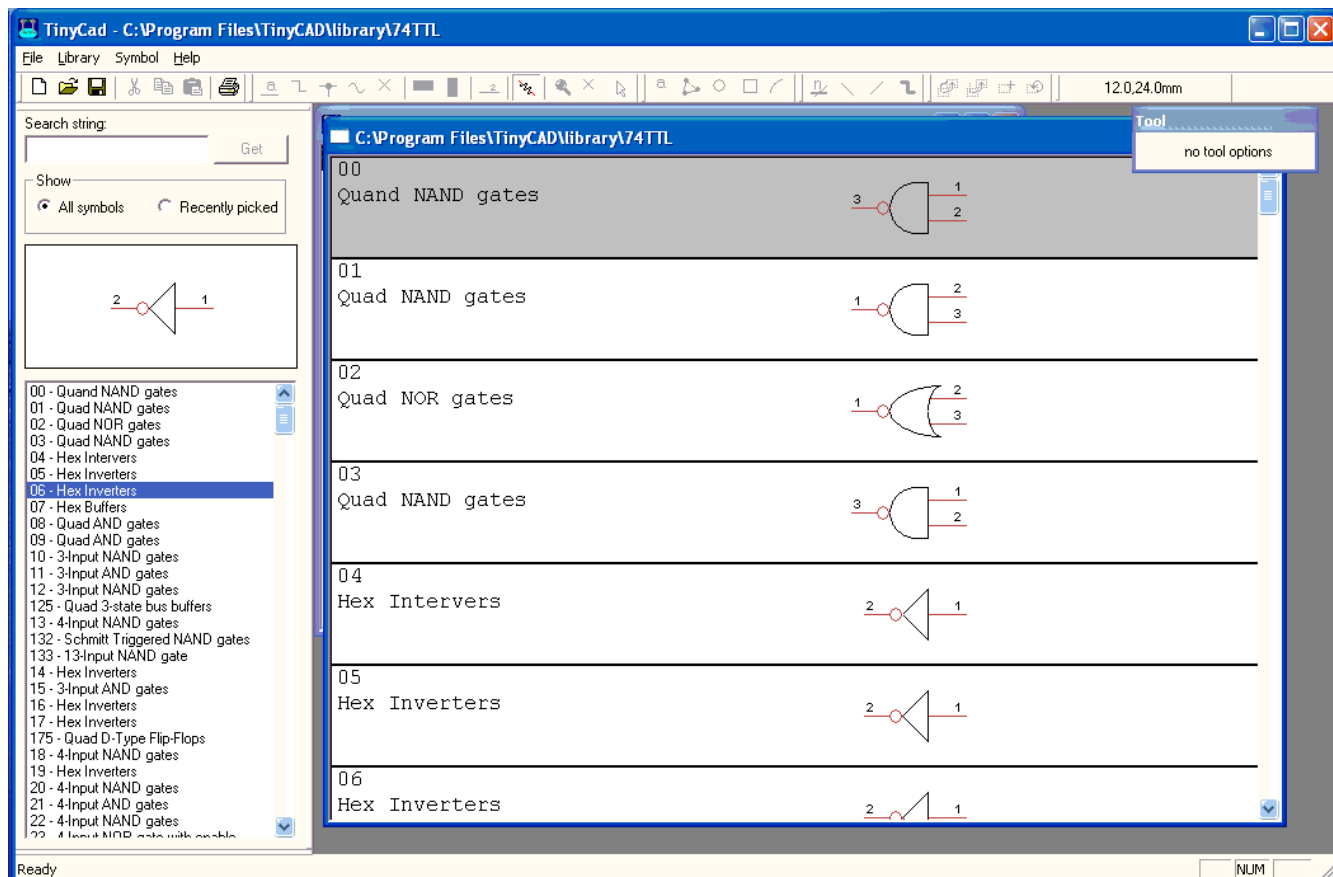 TinyCad - C:\Program Files\TinyCAD\library\74TTL
File Library Symbol Help
12.0,24.0mm
Search string:
Get
Show
All symbols Recently picked
2 1
00 - Quand NAND gates
01 - Quad NAND gates
02 - Quad NOR gates
03 - Quad NAND gates
04 - Hex Intervers
05 - Hex Inverters
06 - Hex Inverters
07 - Hex Buffers
08 - Quad AND gates
09 - Quad AND gates
10 - 3-Input NAND gates
11 - 3-Input AND gates
12 - 3-Input NAND gates
125 - Quad 3-state bus buffers
13 - 4-Input NAND gates
132 - Schmitt Triggered NAND gates
133 - 13-Input NAND gate
14 - Hex Inverters
15 - 3-Input AND gates
16 - Hex Inverters
17 - Hex Inverters
175 - Quad D-Type Flip-Flops
18 - 4-Input NAND gates
19 - Hex Inverters
20 - 4-Input NAND gates
21 - 4-Input AND gates
22 - 4-Input NAND gates
23 - 4-Input NOR gate with enable
C:\Program Files\TinyCAD\library\74TTL
00
Quand NAND gates
3 1 2
01
Quad NAND gates
1 2 3
02
Quad NOR gates
1 2 3
03
Quad NAND gates
3 1 2
04
Hex Intervers
2 1
05
Hex Inverters
2 1
06
Hex Inverters
2 1
Tool
no tool options
Ready
NUM